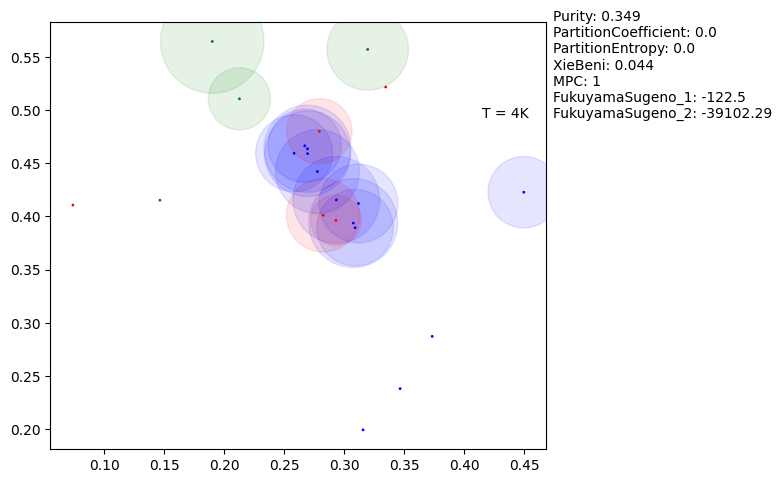 Purity: 0.349
PartitionCoefficient: 0.0
PartitionEntropy: 0.0
XieBeni: 0.044
MPC: 1
FukuyamaSugeno_1: -122.5
FukuyamaSugeno_2: -39102.29
T = 4K
0.55
0.50
0.45
0.40
0.35
0.30
0.25
0.20
0.10 0.15 0.20 0.25 0.30 0.35 0.40 0.45